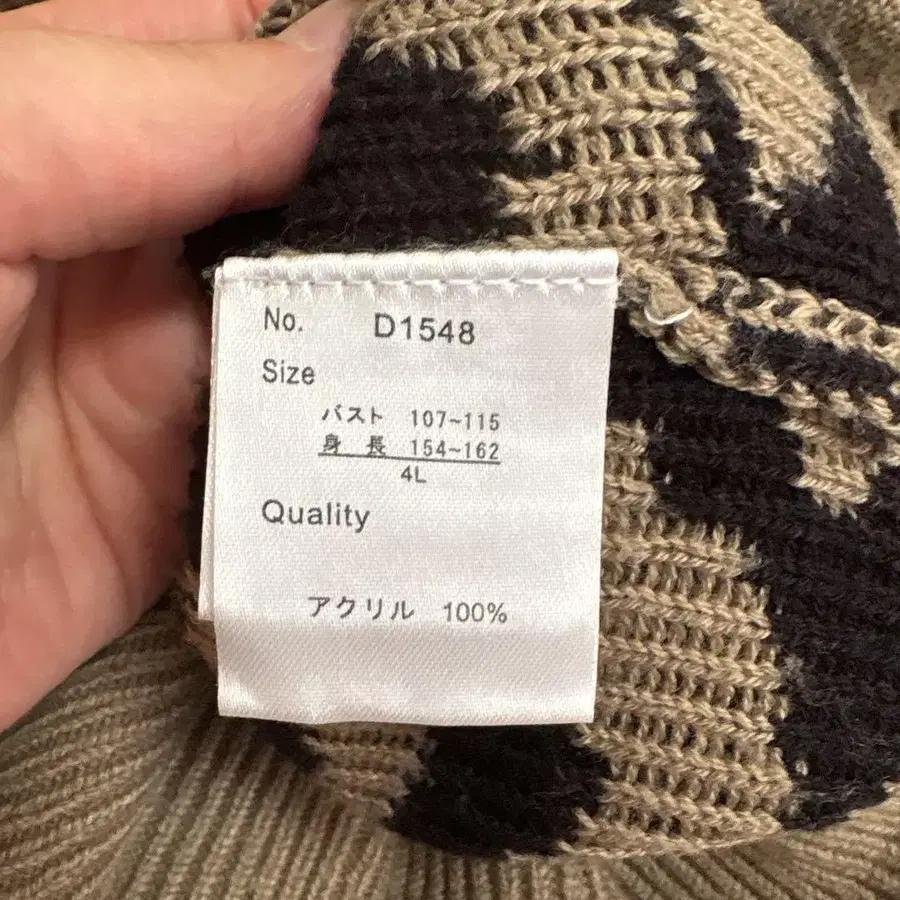 No. D1548
Size
バスト 107~115
身長 154~162
4L
Quality
アクリル 100%